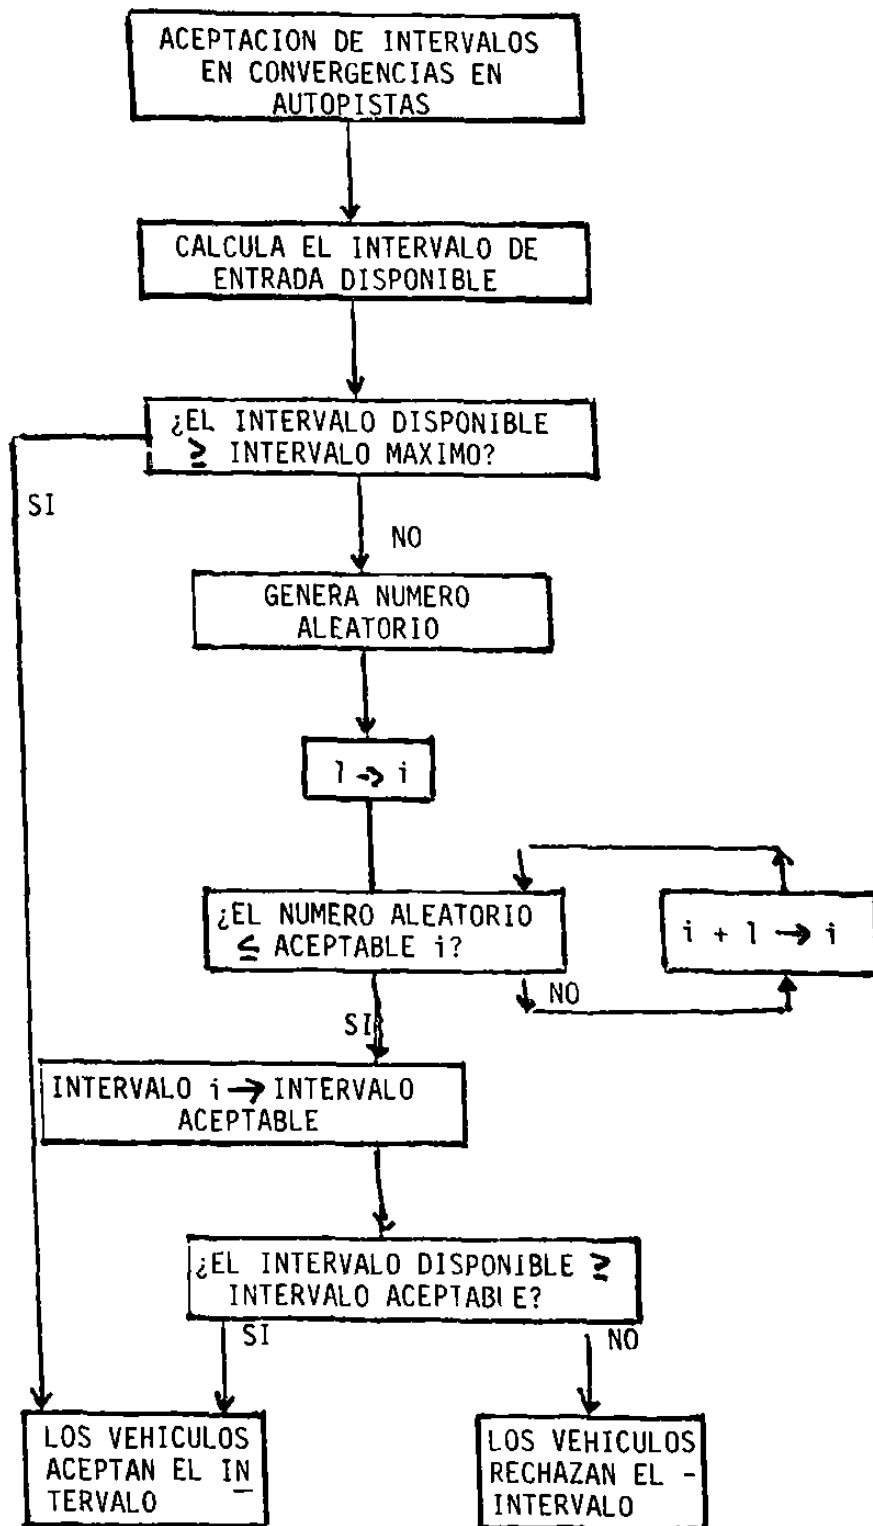 ACEPTACION DE INTERVALOS
EN CONVERGENCIAS EN
AUTOPISTAS
CALCULA EL INTERVALO DE
ENTRADA DISPONIBLE
¿EL INTERVALO DISPONIBLE
≥ INTERVALO MAXIMO?
SI
NO
GENERA NUMERO
ALEATORIO
1 → i
¿EL NUMERO ALEATORIO
≤ ACEPTABLE i?
i + 1 → i
NO
SI
INTERVALO i → INTERVALO
ACEPTABLE
¿EL INTERVALO DISPONIBLE ≥
INTERVALO ACEPTABLE?
SI
NO
LOS VEHICULOS
ACEPTAN EL IN
TERVALO
LOS VEHICULOS
RECHAZAN EL -
INTERVALO